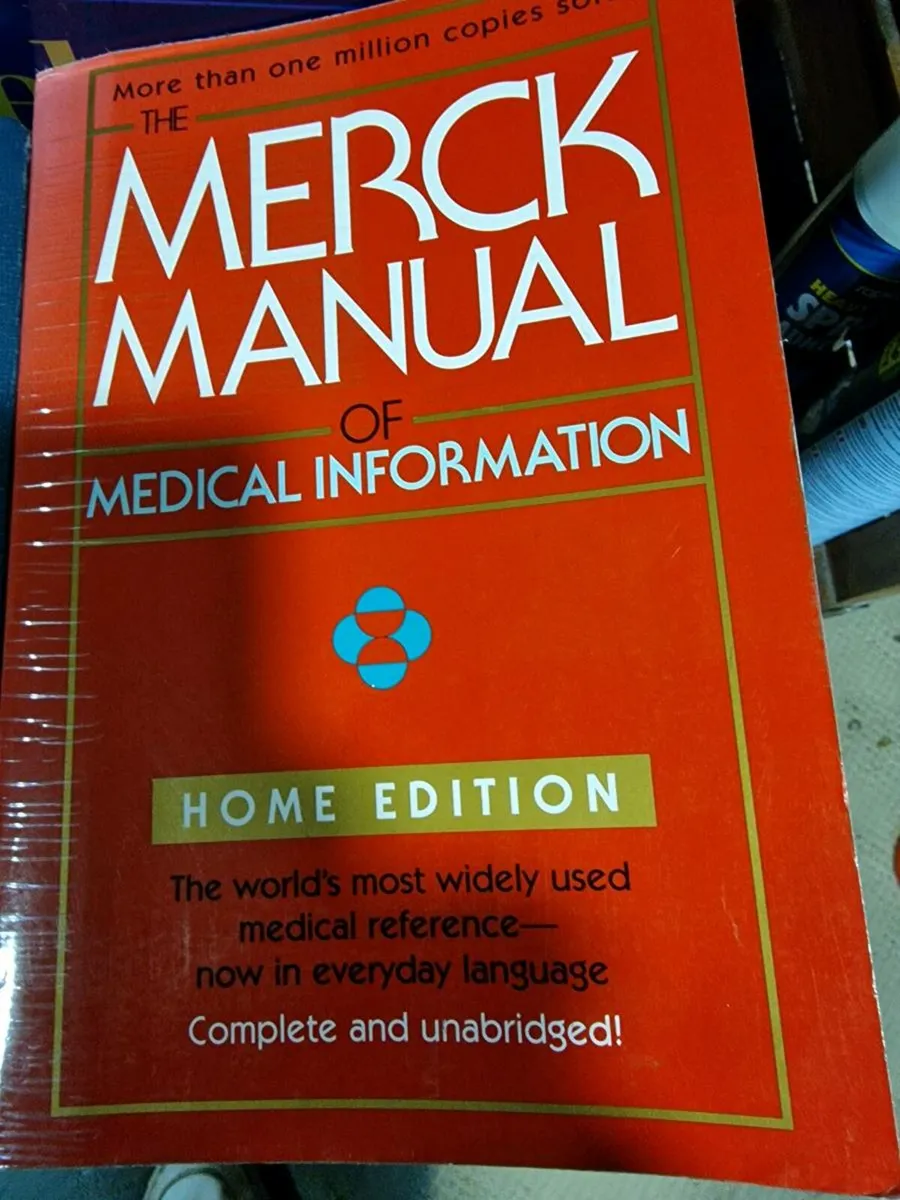 More than one million copies
THE
MERCK
MANUAL
OF
MEDICAL INFORMATION
HOME EDITION
The world's most widely used
medical reference—
now in everyday language
Complete and unabridged!